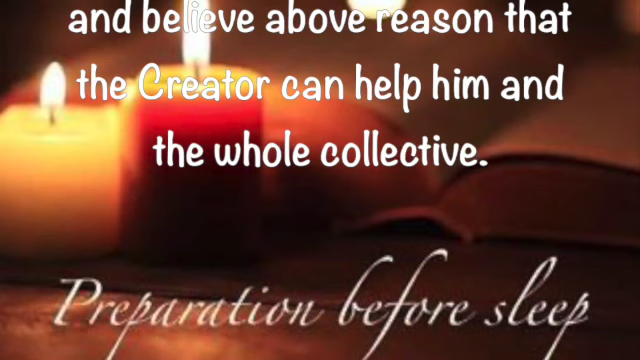 and believe above reason that
the Creator can help him and
the whole collective.
Preparation before sleep